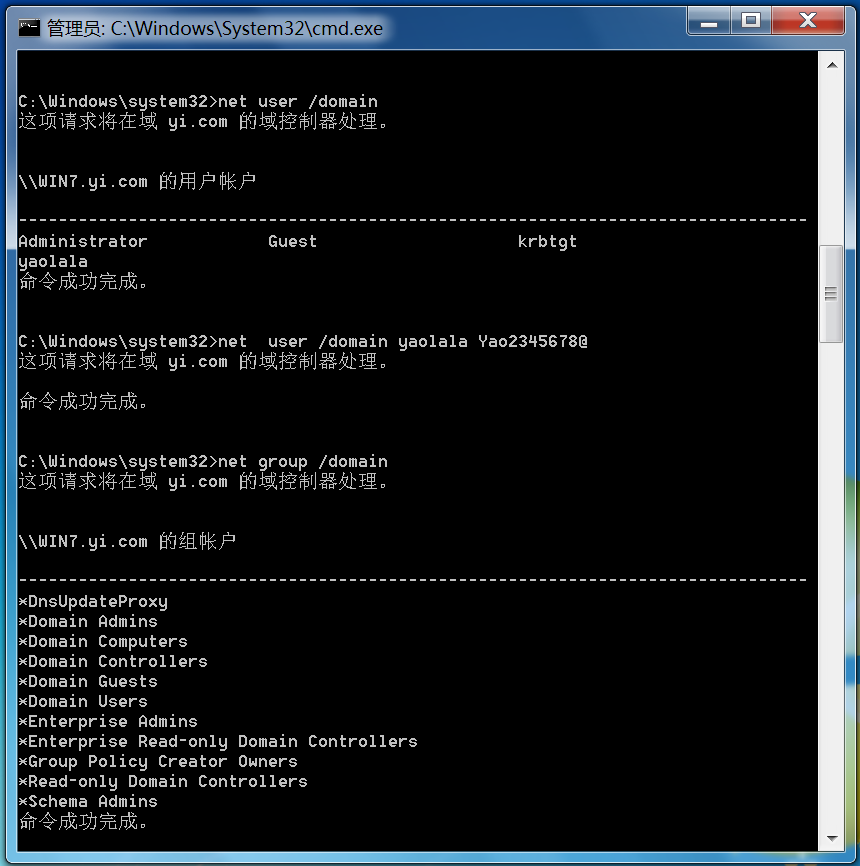 管理员: C:\Windows\System32\cmd.exe
C:\Windows\system32>net user /domain
这项请求将在域 yi.com 的域控制器处理。
\\WIN7.yi.com 的用户帐户
-------------------------------------------------------------------------------
Administrator            Guest                    krbtgt
yaolala
命令成功完成。
C:\Windows\system32>net  user /domain yaolala Yao2345678@
这项请求将在域 yi.com 的域控制器处理。
命令成功完成。
C:\Windows\system32>net group /domain
这项请求将在域 yi.com 的域控制器处理。
\\WIN7.yi.com 的组帐户
-------------------------------------------------------------------------------
*DnsUpdateProxy
*Domain Admins
*Domain Computers
*Domain Controllers
*Domain Guests
*Domain Users
*Enterprise Admins
*Enterprise Read-only Domain Controllers
*Group Policy Creator Owners
*Read-only Domain Controllers
*Schema Admins
命令成功完成。